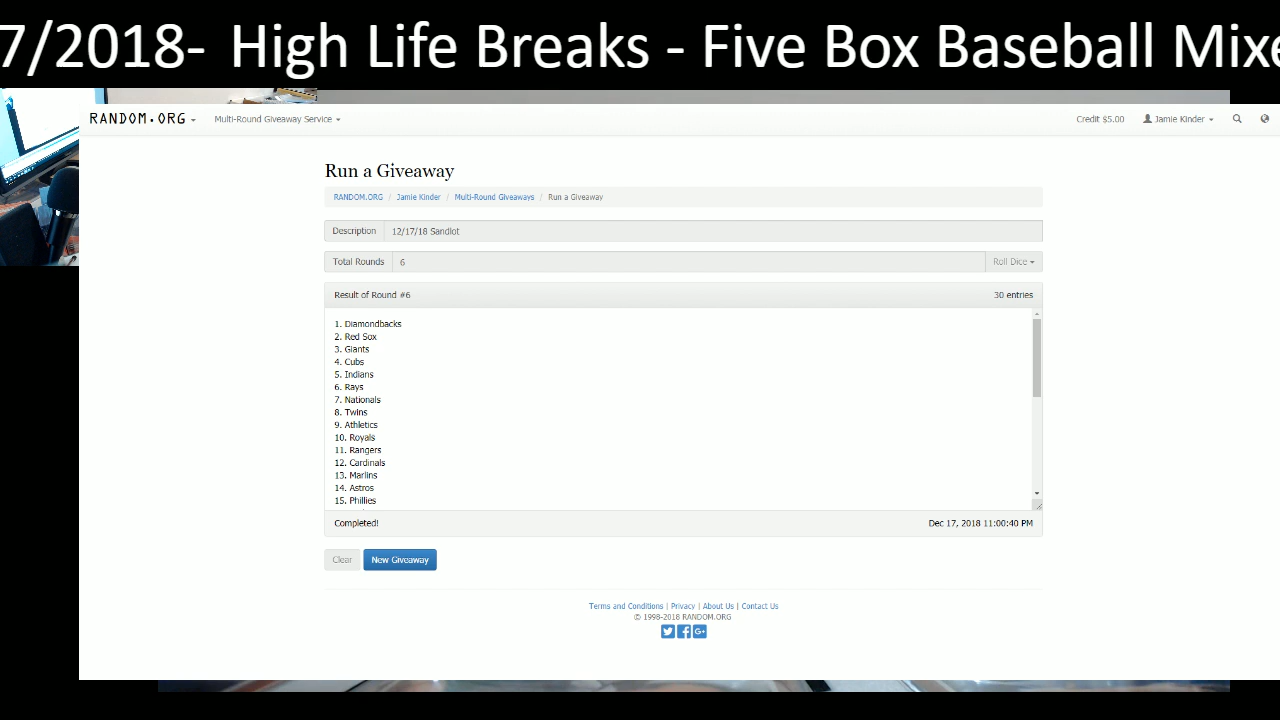 7/2018- High Life Breaks - Five Box Baseball Mixe
RANDOM.ORG Multi-Round Giveaway Service Credit $5.00 Jamie Kinder
Run a Giveaway
RANDOM.ORG / Jamie Kinder / Multi-Round Giveaways / Run a Giveaway
Description 12/17/18 Sandlot
Total Rounds 6 Roll Dice
Result of Round #6 30 entries
1. Diamondbacks
2. Red Sox
3. Giants
4. Cubs
5. Indians
6. Rays
7. Nationals
8. Twins
9. Athletics
10. Royals
11. Rangers
12. Cardinals
13. Marlins
14. Astros
15. Phillies
Completed! Dec 17, 2018 11:00:40 PM
Clear New Giveaway
Terms and Conditions | Privacy | About Us | Contact Us
© 1998-2018 RANDOM.ORG
G+